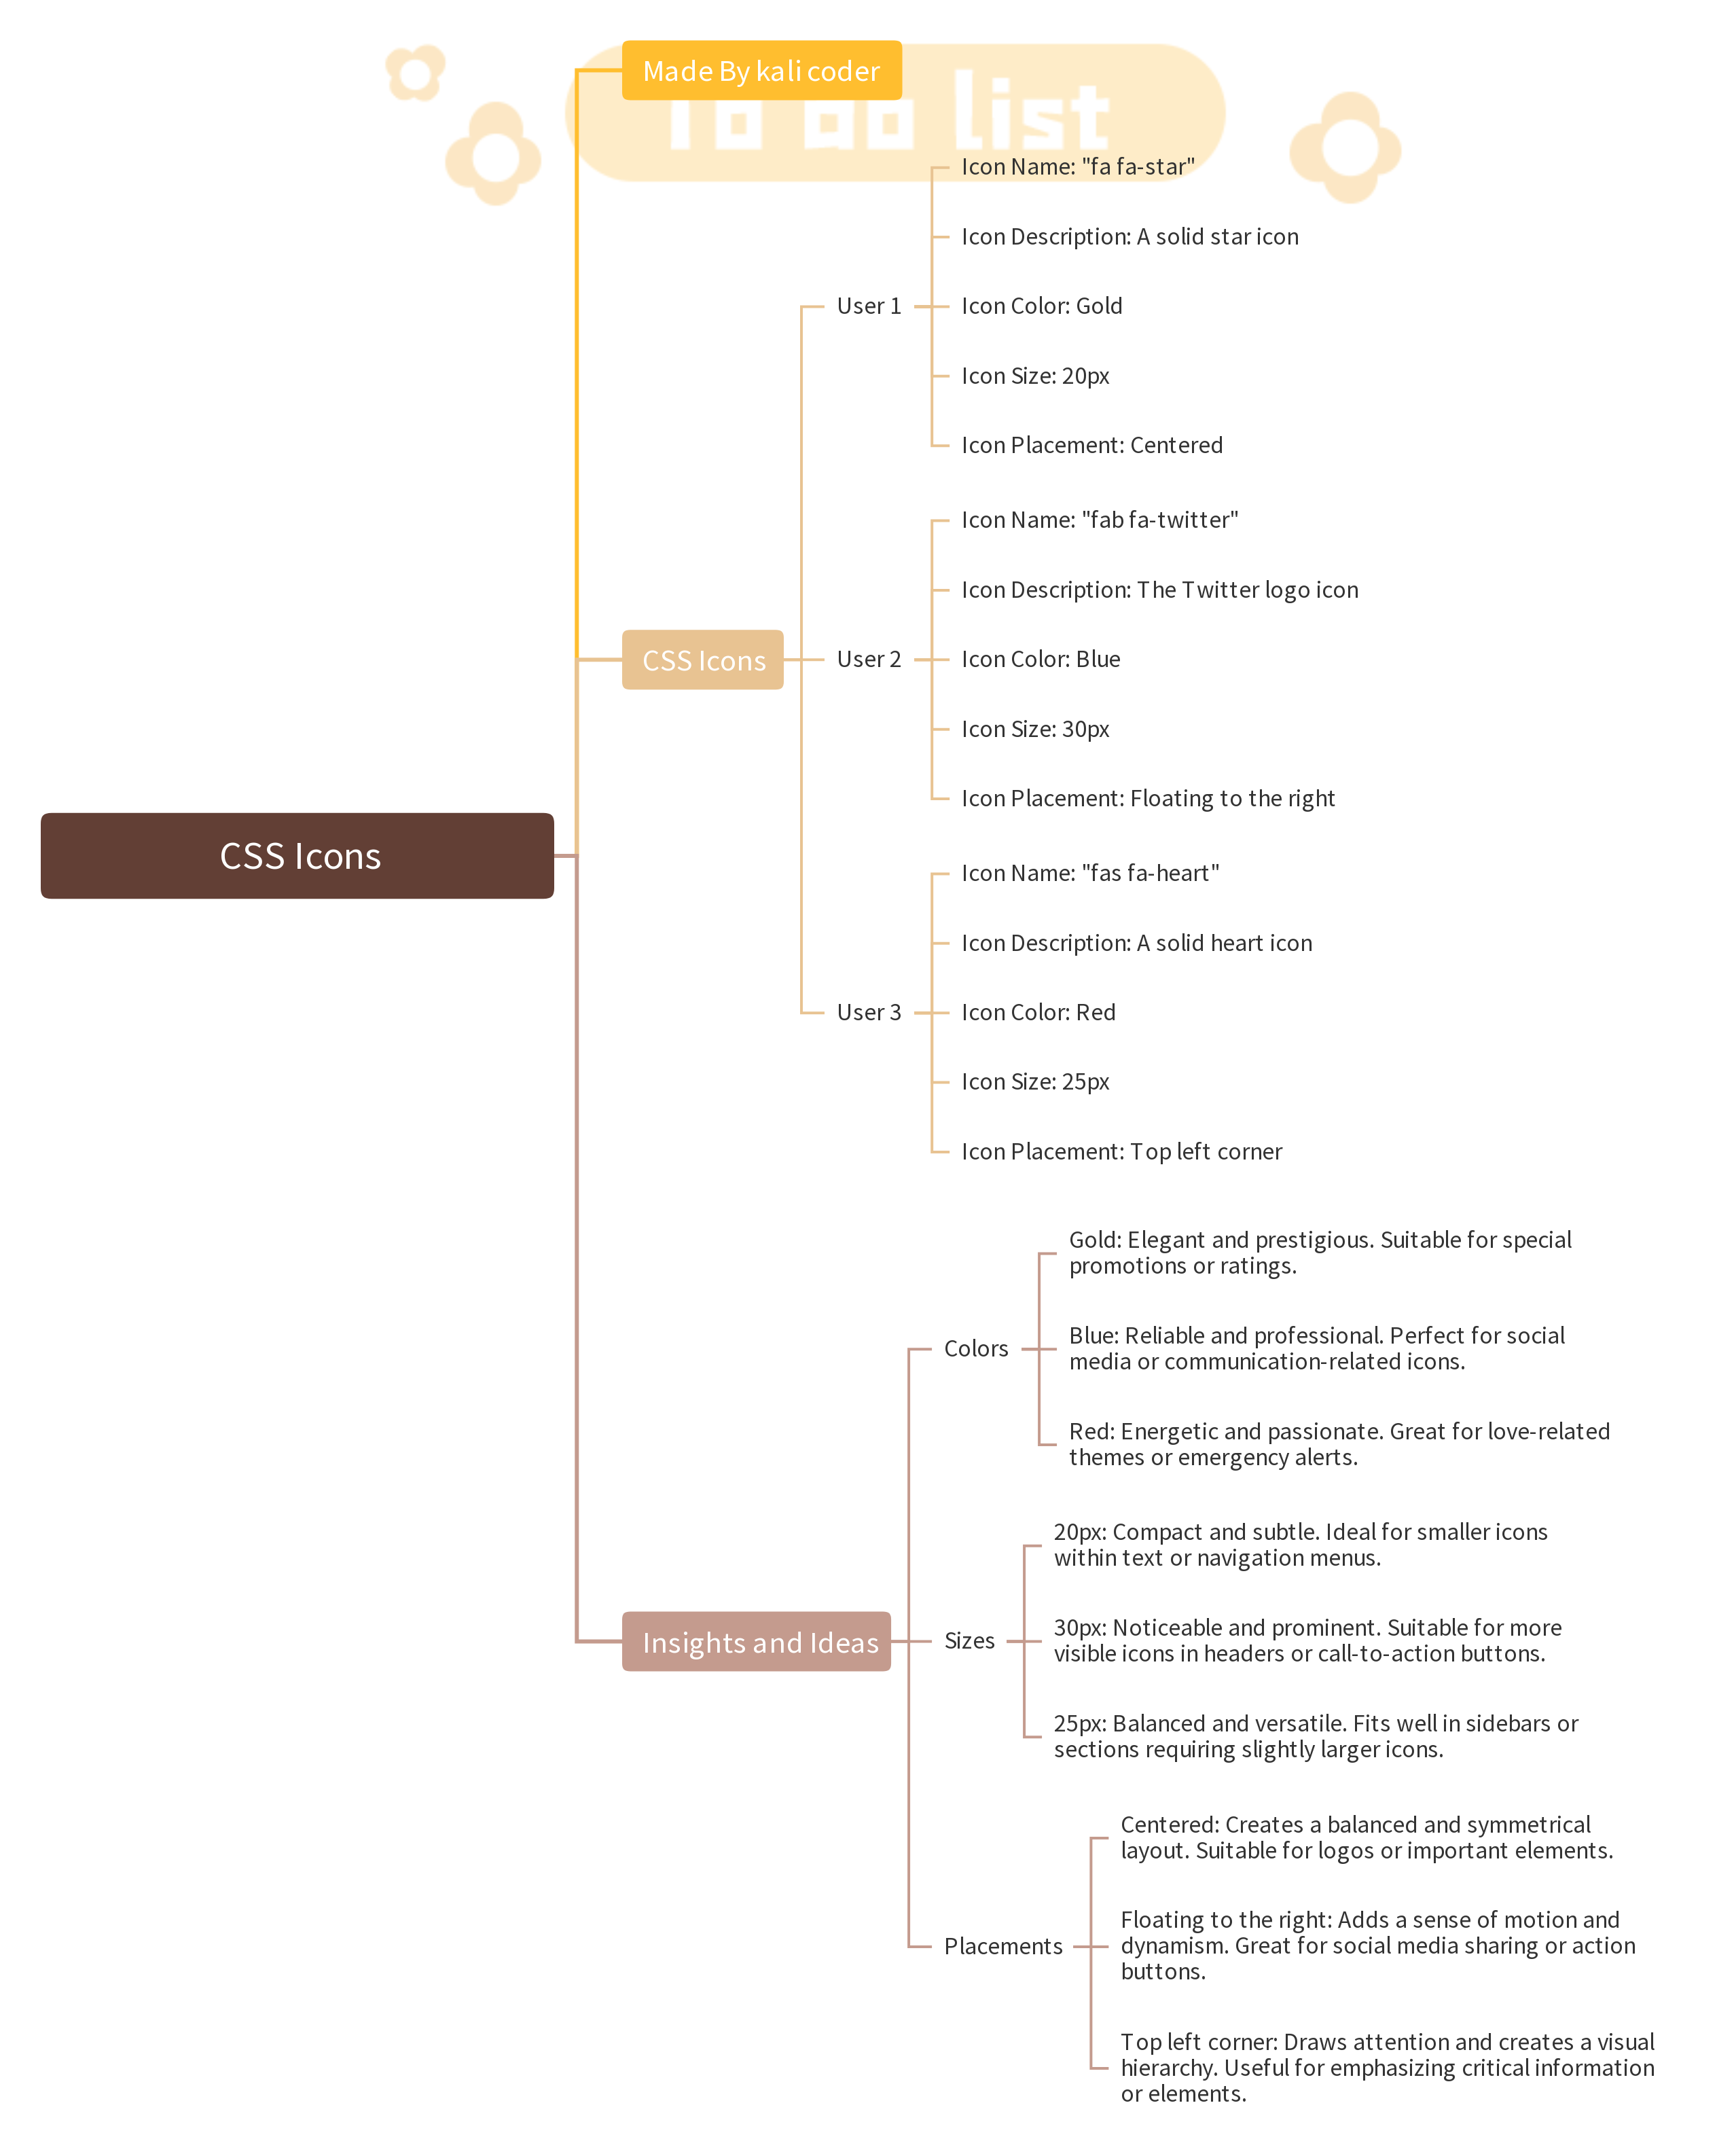 Made By kali coder
To do list
Icon Name: "fa fa-star"
Icon Description: A solid star icon
User 1
Icon Color: Gold
Icon Size: 20px
Icon Placement: Centered
Icon Name: "fab fa-twitter"
Icon Description: The Twitter logo icon
CSS Icons
User 2
Icon Color: Blue
Icon Size: 30px
Icon Placement: Floating to the right
CSS Icons
Icon Name: "fas fa-heart"
Icon Description: A solid heart icon
User 3
Icon Color: Red
Icon Size: 25px
Icon Placement: Top left corner
Gold: Elegant and prestigious. Suitable for special
promotions or ratings.
Colors
Blue: Reliable and professional. Perfect for social
media or communication-related icons.
Red: Energetic and passionate. Great for love-related
themes or emergency alerts.
20px: Compact and subtle. Ideal for smaller icons
within text or navigation menus.
Insights and Ideas
Sizes
30px: Noticeable and prominent. Suitable for more
visible icons in headers or call-to-action buttons.
25px: Balanced and versatile. Fits well in sidebars or
sections requiring slightly larger icons.
Centered: Creates a balanced and symmetrical
layout. Suitable for logos or important elements.
Placements
Floating to the right: Adds a sense of motion and
dynamism. Great for social media sharing or action
buttons.
Top left corner: Draws attention and creates a visual
hierarchy. Useful for emphasizing critical information
or elements.